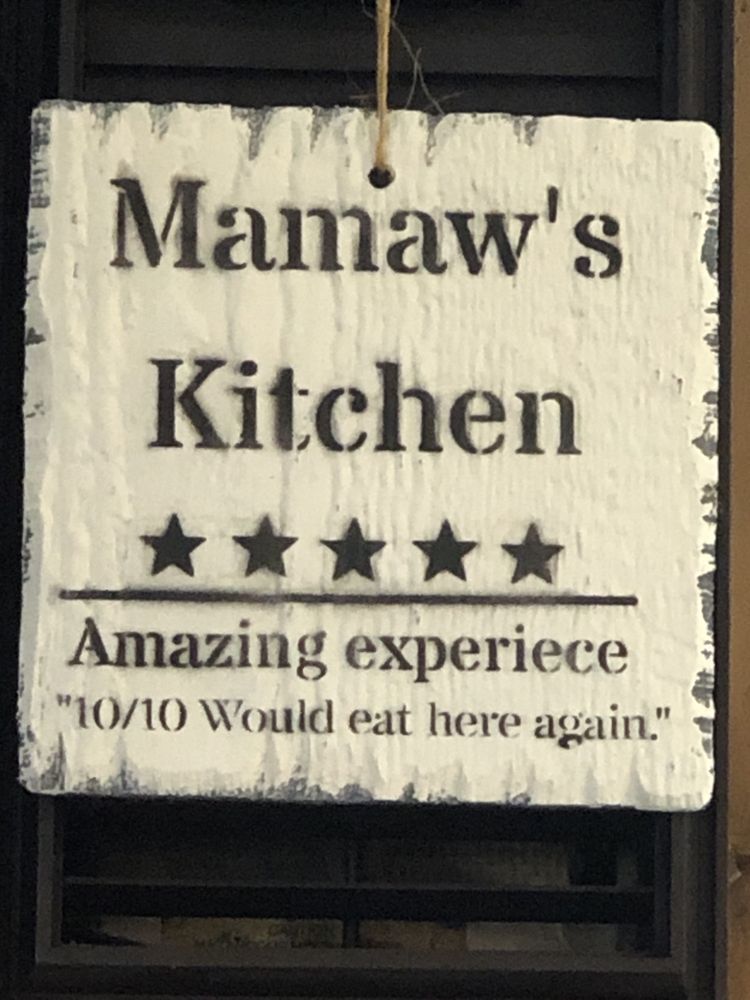 Mamaw's
Kitchen
★★★★★
Amazing experiece
"10/10 Would eat here again."